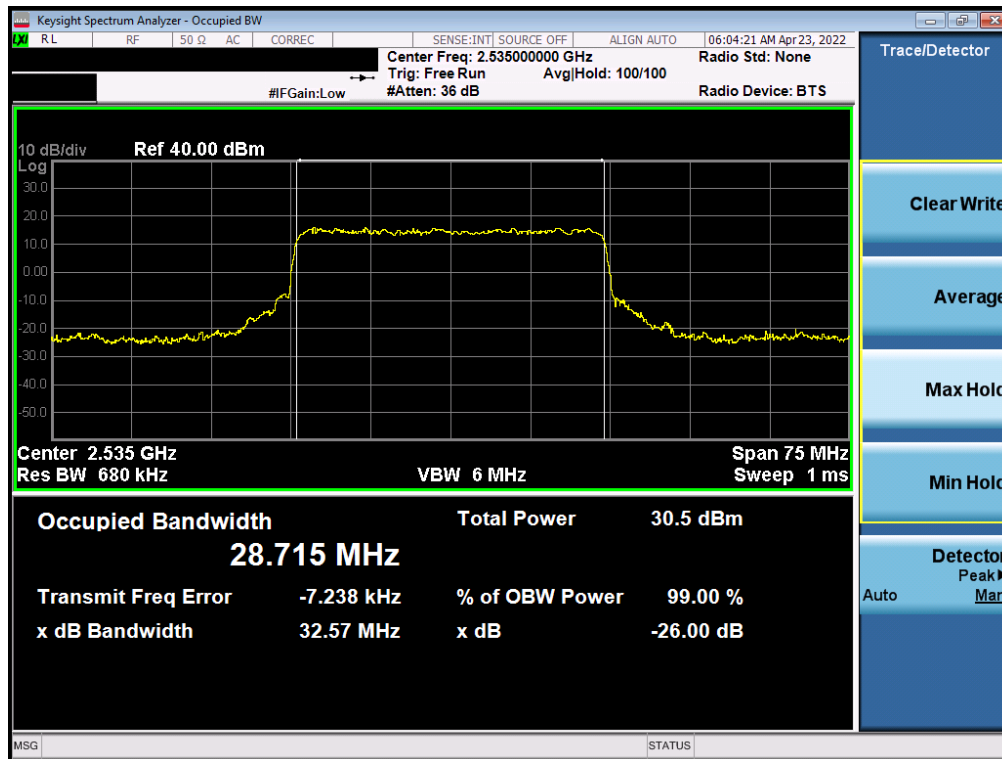 Keysight Spectrum Analyzer - Occupied BW
LXI RL RF 50 Ω AC CORREC SENSE:INT SOURCE OFF ALIGN AUTO 06:04:21 AM Apr 23, 2022
Center Freq: 2.535000000 GHz Radio Std: None
Trig: Free Run Avg|Hold: 100/100
#IFGain:Low #Atten: 36 dB Radio Device: BTS
Trace/Detector
10 dB/div Ref 40.00 dBm
Log
30.0
20.0
10.0
0.00
-10.0
-20.0
-30.0
-40.0
-50.0
Center 2.535 GHz Span 75 MHz
Res BW 680 kHz VBW 6 MHz Sweep 1 ms
Occupied Bandwidth Total Power 30.5 dBm
28.715 MHz
Transmit Freq Error -7.238 kHz % of OBW Power 99.00 %
x dB Bandwidth 32.57 MHz x dB -26.00 dB
Clear Write
Average
Max Hold
Min Hold
Detector
Peak
Auto Man
MSG STATUS